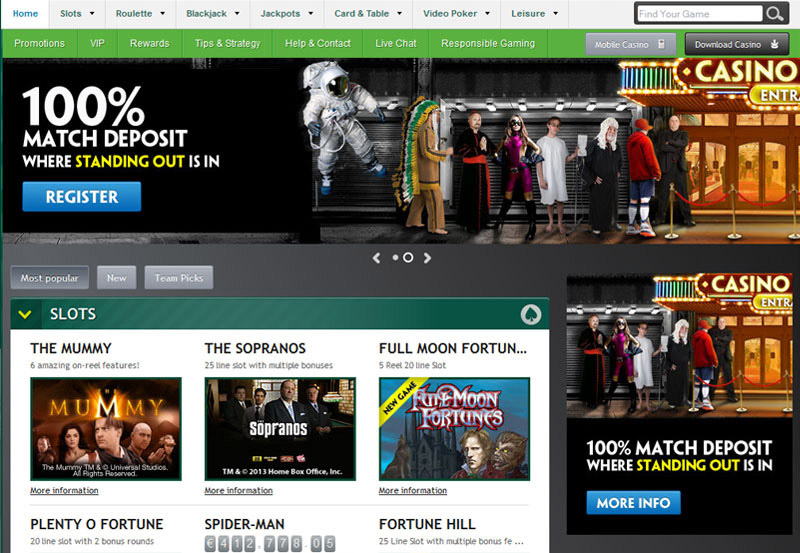 Home
Slots
Roulette
Blackjack
Jackpots
Card & Table
Video Poker
Leisure
Find Your Game
Promotions
VIP
Rewards
Tips & Strategy
Help & Contact
Live Chat
Responsible Gaming
Mobile Casino
Download Casino
CASINO
ENTRA
100%
MATCH DEPOSIT
WHERE STANDING OUT IS IN
REGISTER
Most popular
New
Team Picks
SLOTS
THE MUMMY
6 amazing on-reel features!
THE MUMMY
The Mummy TM & © Universal Studios.
All Rights Reserved.
More information
THE SOPRANOS
25 line slot with multiple bonuses
The Sopranos
TM & © 2013 Home Box Office, Inc.
More information
FULL MOON FORTUN...
5 Reel 20 line Slot
NEW GAME
Full Moon
Fortunes
More information
PLENTY O FORTUNE
20 line slot with 2 bonus rounds
SPIDER-MAN
€412,778.05
FORTUNE HILL
25 Line Slot with multiple bonus fe ...
CASINO
ENTRA
100% MATCH DEPOSIT
WHERE STANDING OUT IS IN
MORE INFO